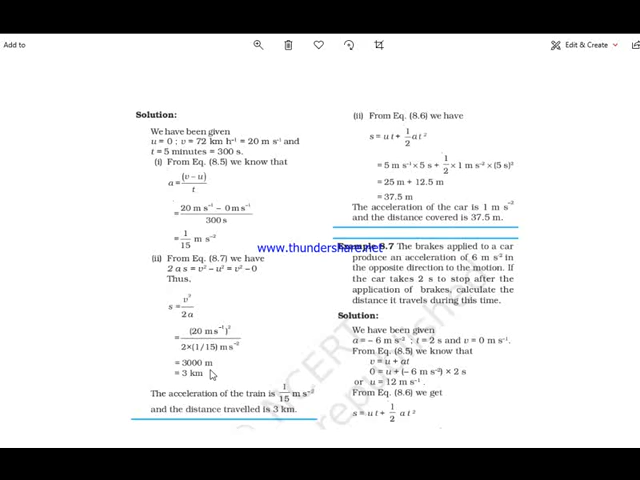 Add to
Edit & Create
Solution:
We have been given
u = 0 ; v = 72 km h⁻¹ = 20 m s⁻¹ and
t = 5 minutes = 300 s.
(i) From Eq. (8.5) we know that
a = (v – u)/t
= (20 m s⁻¹ – 0 m s⁻¹)/300 s
= 1/15 m s⁻²
(ii) From Eq. (8.7) we have
2 a s = v² – u² = v² – 0
Thus,
s = v²/2a
= (20 m s⁻¹)²/2×(1/15) m s⁻²
= 3000 m
= 3 km
The acceleration of the train is 1/15 m s⁻²
and the distance travelled is 3 km.
(ii) From Eq. (8.6) we have
s = u t + 1/2 a t²
= 5 m s⁻¹ × 5 s + 1/2 × 1 m s⁻² × (5 s)²
= 25 m + 12.5 m
= 37.5 m
The acceleration of the car is 1 m s⁻²
and the distance covered is 37.5 m.
www.thundershare.net
Example 8.7 The brakes applied to a car
produce an acceleration of 6 m s⁻² in
the opposite direction to the motion. If
the car takes 2 s to stop after the
application of brakes, calculate the
distance it travels during this time.
Solution:
We have been given
a = – 6 m s⁻² ; t = 2 s and v = 0 m s⁻¹.
From Eq. (8.5) we know that
v = u + at
0 = u + (– 6 m s⁻²) × 2 s
or u = 12 m s⁻¹ .
From Eq. (8.6) we get
s = u t + 1/2 a t²
© NCERT
republished